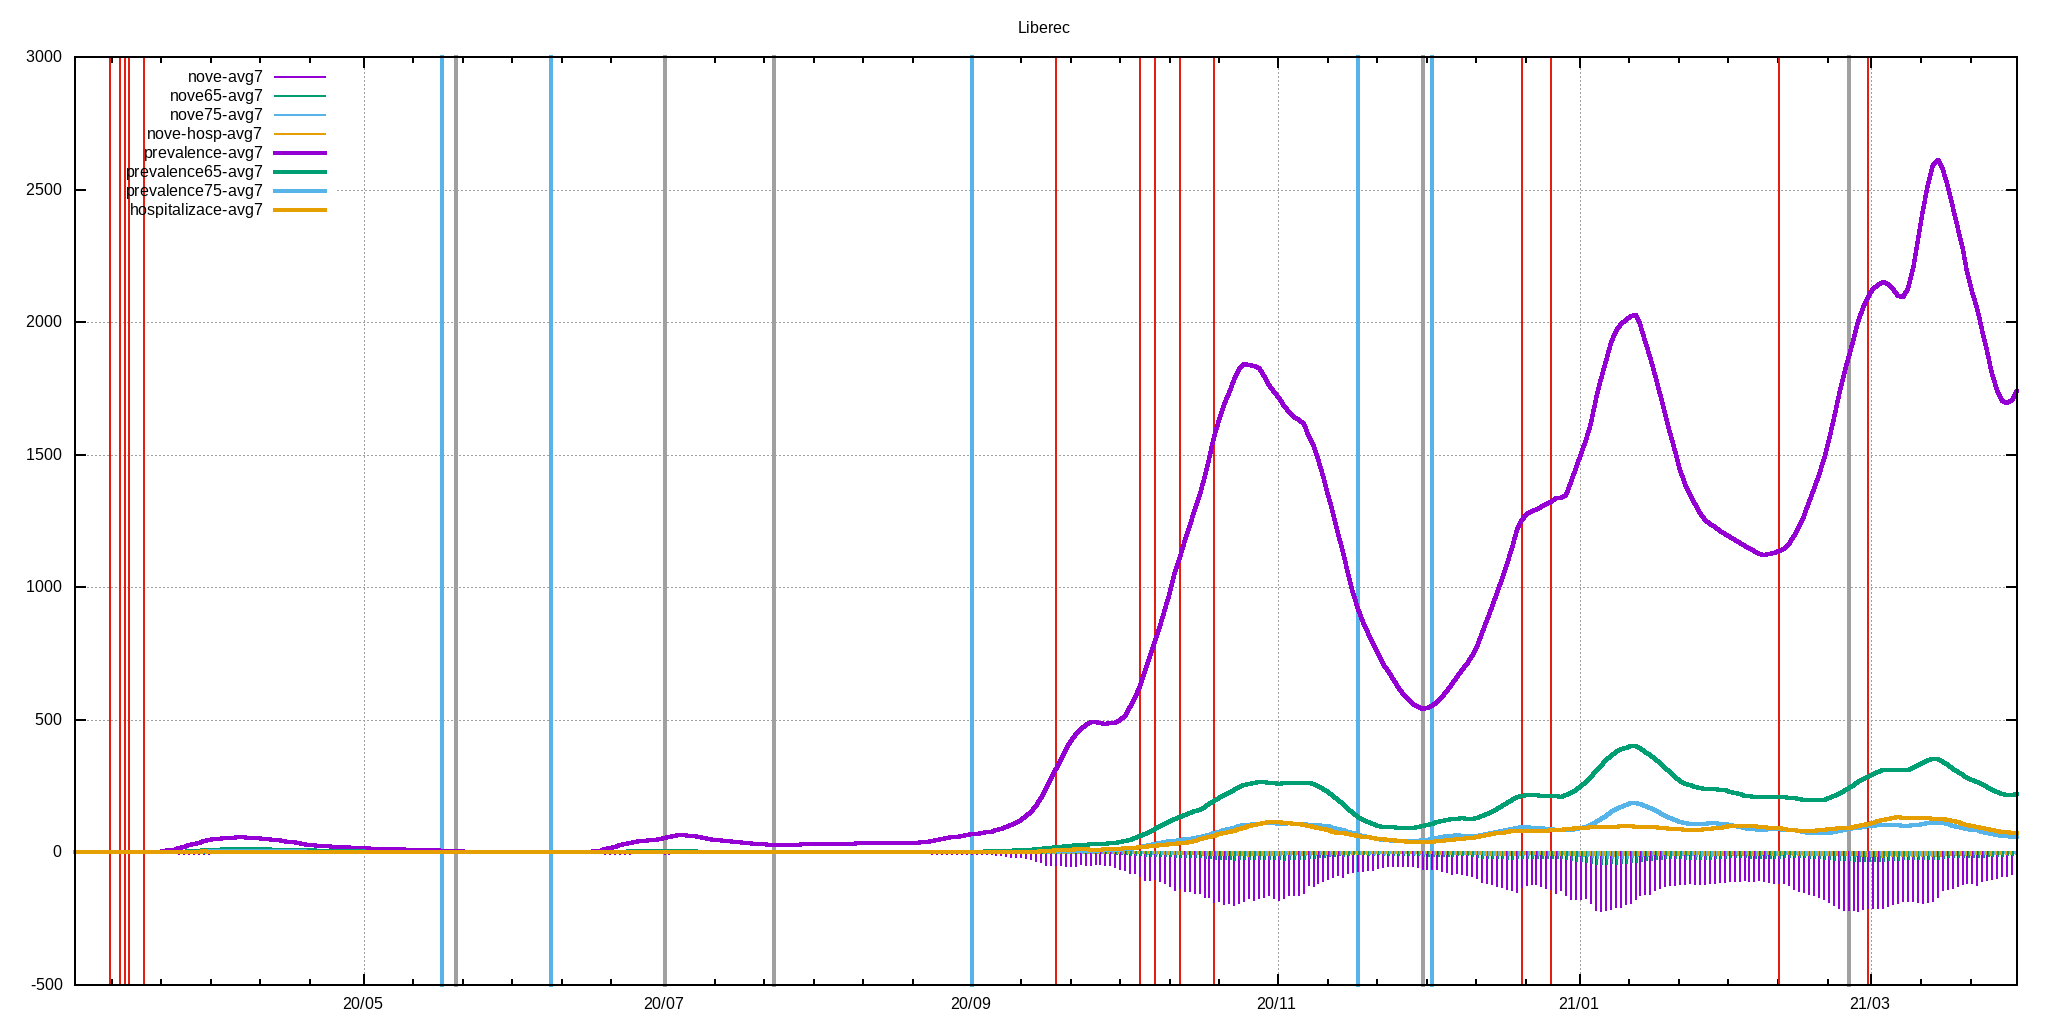 Liberec
3000
2500
2000
1500
1000
500
0
-500
nove-avg7
nove65-avg7
nove75-avg7
nove-hosp-avg7
prevalence-avg7
prevalence65-avg7
prevalence75-avg7
hospitalizace-avg7
20/05
20/07
20/09
20/11
21/01
21/03